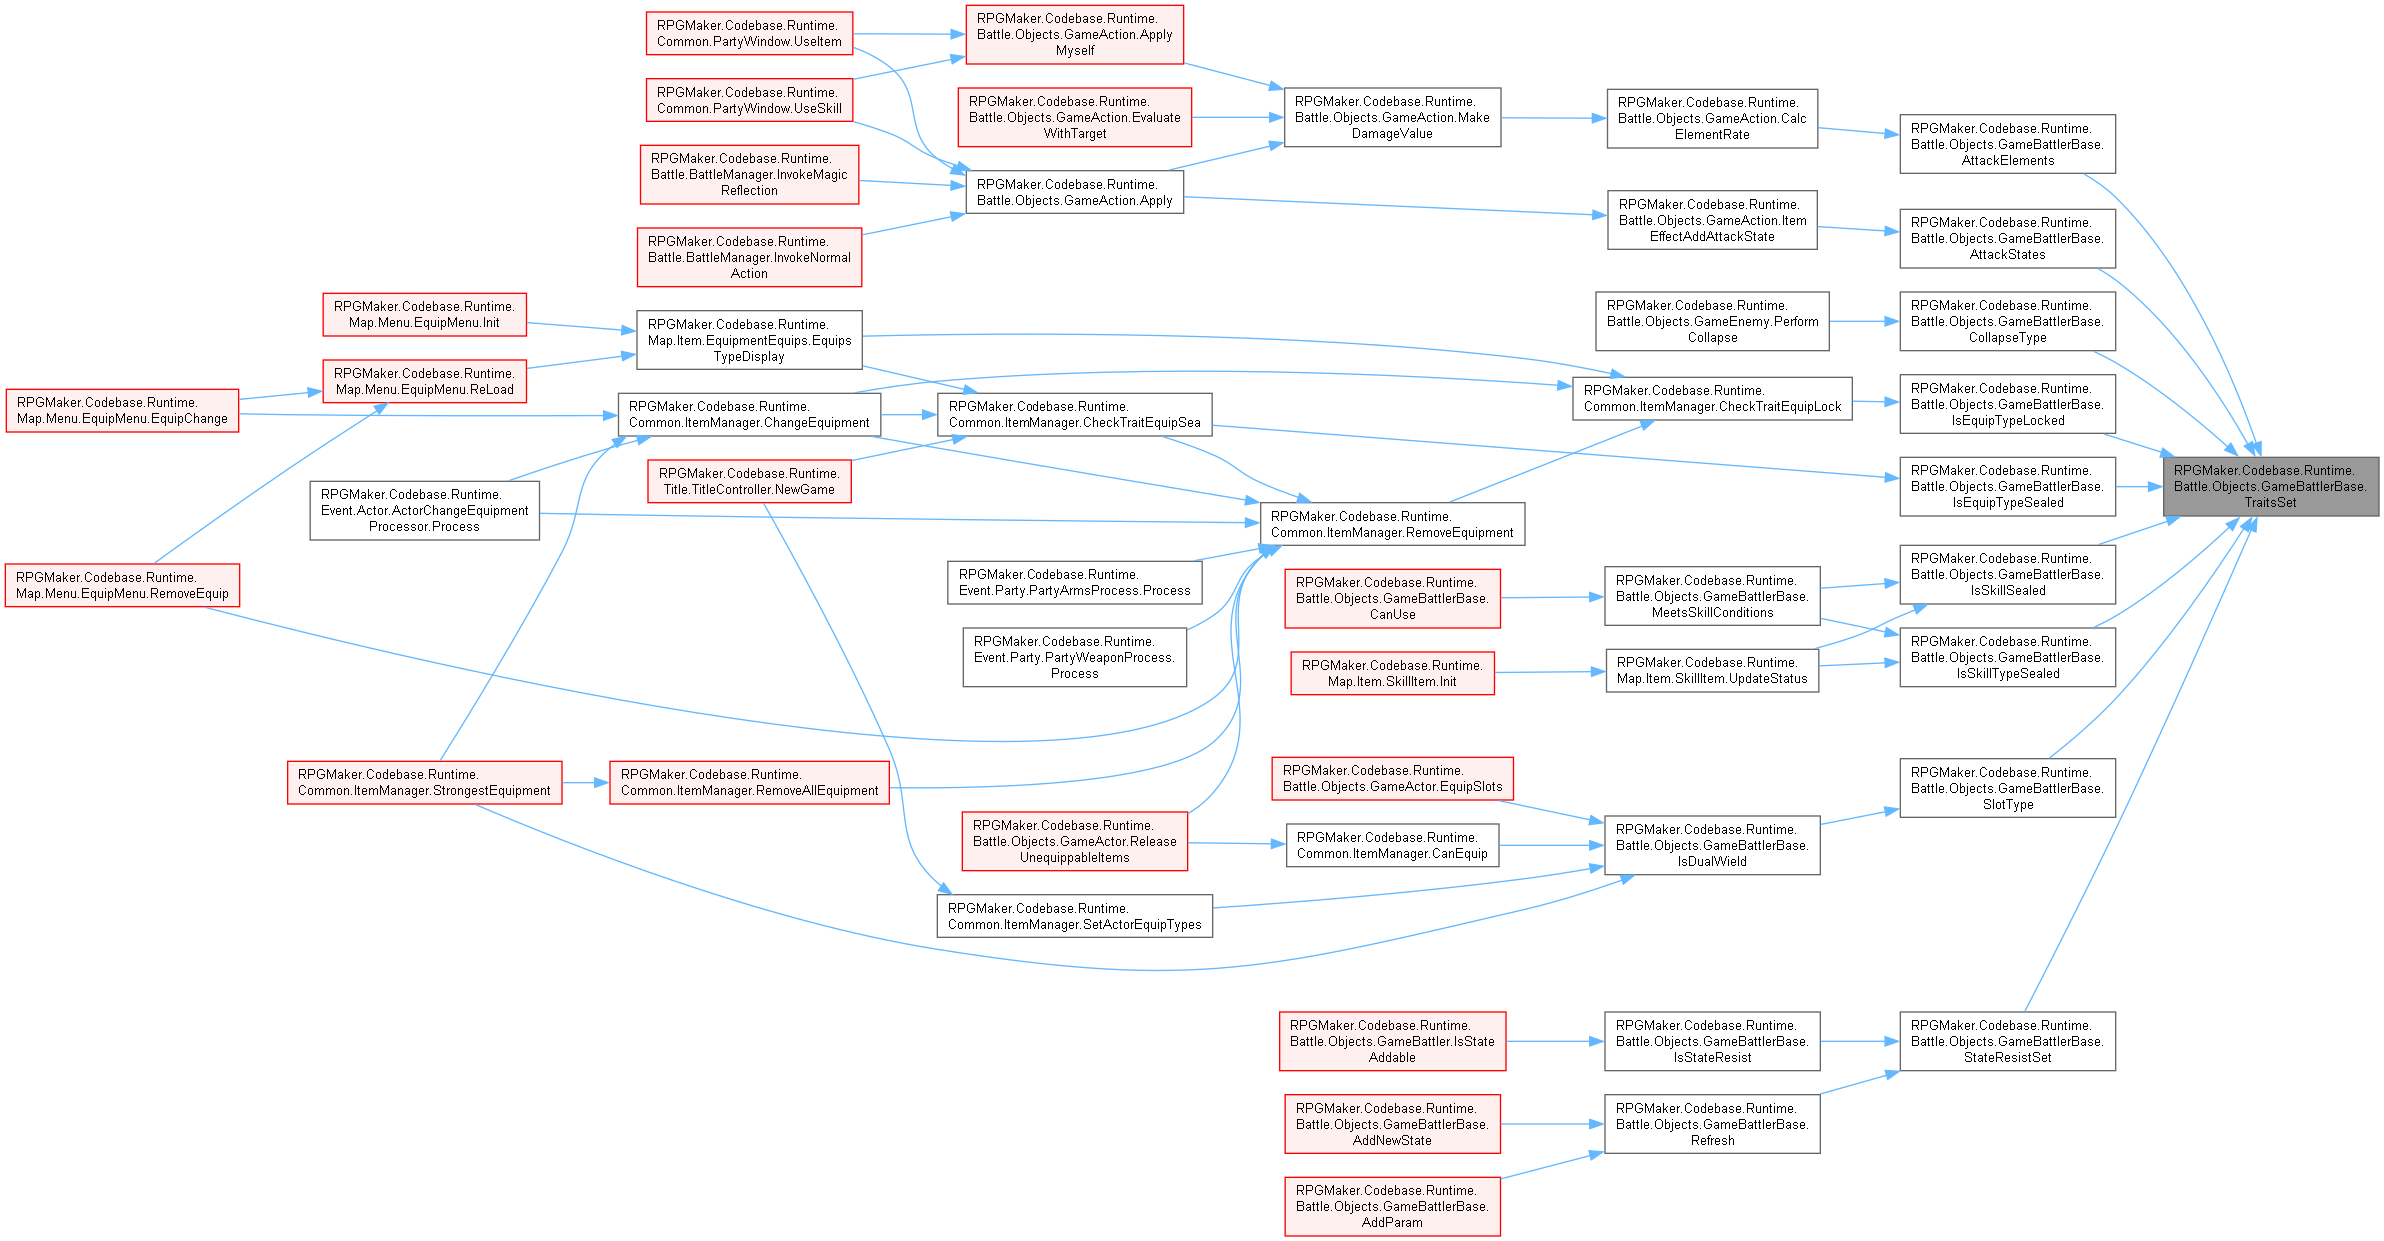 RPGMaker.Codebase.Runtime.
Common.PartyWindow.UseItem
RPGMaker.Codebase.Runtime.
Common.PartyWindow.UseSkill
RPGMaker.Codebase.Runtime.
Battle.BattleManager.InvokeMagic
Reflection
RPGMaker.Codebase.Runtime.
Battle.BattleManager.InvokeNormal
Action
RPGMaker.Codebase.Runtime.
Battle.Objects.GameAction.Apply
Myself
RPGMaker.Codebase.Runtime.
Battle.Objects.GameAction.Evaluate
WithTarget
RPGMaker.Codebase.Runtime.
Battle.Objects.GameAction.Apply
RPGMaker.Codebase.Runtime.
Battle.Objects.GameAction.Make
DamageValue
RPGMaker.Codebase.Runtime.
Battle.Objects.GameAction.Calc
ElementRate
RPGMaker.Codebase.Runtime.
Battle.Objects.GameAction.Item
EffectAddAttackState
RPGMaker.Codebase.Runtime.
Battle.Objects.GameBattlerBase.
AttackElements
RPGMaker.Codebase.Runtime.
Battle.Objects.GameBattlerBase.
AttackStates
RPGMaker.Codebase.Runtime.
Battle.Objects.GameEnemy.Perform
Collapse
RPGMaker.Codebase.Runtime.
Battle.Objects.GameBattlerBase.
CollapseType
RPGMaker.Codebase.Runtime.
Map.Menu.EquipMenu.Init
RPGMaker.Codebase.Runtime.
Map.Item.EquipmentEquips.Equips
TypeDisplay
RPGMaker.Codebase.Runtime.
Map.Menu.EquipMenu.ReLoad
RPGMaker.Codebase.Runtime.
Map.Menu.EquipMenu.EquipChange
RPGMaker.Codebase.Runtime.
Common.ItemManager.ChangeEquipment
RPGMaker.Codebase.Runtime.
Common.ItemManager.CheckTraitEquipSea
RPGMaker.Codebase.Runtime.
Common.ItemManager.CheckTraitEquipLock
RPGMaker.Codebase.Runtime.
Battle.Objects.GameBattlerBase.
IsEquipTypeLocked
RPGMaker.Codebase.Runtime.
Battle.Objects.GameBattlerBase.
IsEquipTypeSealed
RPGMaker.Codebase.Runtime.
Battle.Objects.GameBattlerBase.
TraitsSet
RPGMaker.Codebase.Runtime.
Title.TitleController.NewGame
RPGMaker.Codebase.Runtime.
Event.Actor.ActorChangeEquipment
Processor.Process
RPGMaker.Codebase.Runtime.
Common.ItemManager.RemoveEquipment
RPGMaker.Codebase.Runtime.
Map.Menu.EquipMenu.RemoveEquip
RPGMaker.Codebase.Runtime.
Event.Party.PartyArmsProcess.Process
RPGMaker.Codebase.Runtime.
Event.Party.PartyWeaponProcess.
Process
RPGMaker.Codebase.Runtime.
Battle.Objects.GameBattlerBase.
CanUse
RPGMaker.Codebase.Runtime.
Battle.Objects.GameBattlerBase.
MeetsSkillConditions
RPGMaker.Codebase.Runtime.
Battle.Objects.GameBattlerBase.
IsSkillSealed
RPGMaker.Codebase.Runtime.
Map.Item.SkillItem.Init
RPGMaker.Codebase.Runtime.
Map.Item.SkillItem.UpdateStatus
RPGMaker.Codebase.Runtime.
Battle.Objects.GameBattlerBase.
IsSkillTypeSealed
RPGMaker.Codebase.Runtime.
Common.ItemManager.StrongestEquipment
RPGMaker.Codebase.Runtime.
Common.ItemManager.RemoveAllEquipment
RPGMaker.Codebase.Runtime.
Battle.Objects.GameActor.EquipSlots
RPGMaker.Codebase.Runtime.
Battle.Objects.GameBattlerBase.
SlotType
RPGMaker.Codebase.Runtime.
Battle.Objects.GameActor.Release
UnequippableItems
RPGMaker.Codebase.Runtime.
Common.ItemManager.CanEquip
RPGMaker.Codebase.Runtime.
Battle.Objects.GameBattlerBase.
IsDualWield
RPGMaker.Codebase.Runtime.
Common.ItemManager.SetActorEquipTypes
RPGMaker.Codebase.Runtime.
Battle.Objects.GameBattler.IsState
Addable
RPGMaker.Codebase.Runtime.
Battle.Objects.GameBattlerBase.
IsStateResist
RPGMaker.Codebase.Runtime.
Battle.Objects.GameBattlerBase.
StateResistSet
RPGMaker.Codebase.Runtime.
Battle.Objects.GameBattlerBase.
AddNewState
RPGMaker.Codebase.Runtime.
Battle.Objects.GameBattlerBase.
Refresh
RPGMaker.Codebase.Runtime.
Battle.Objects.GameBattlerBase.
AddParam